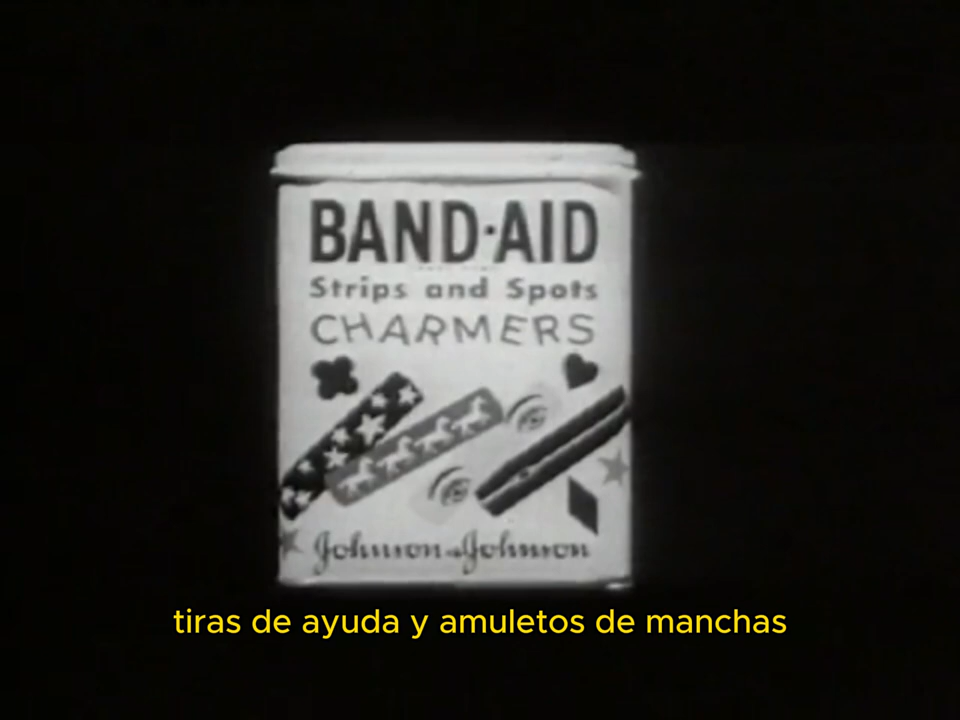 BAND-AID
Strips and Spots
CHARMERS
Johnson & Johnson
tiras de ayuda y amuletos de manchas